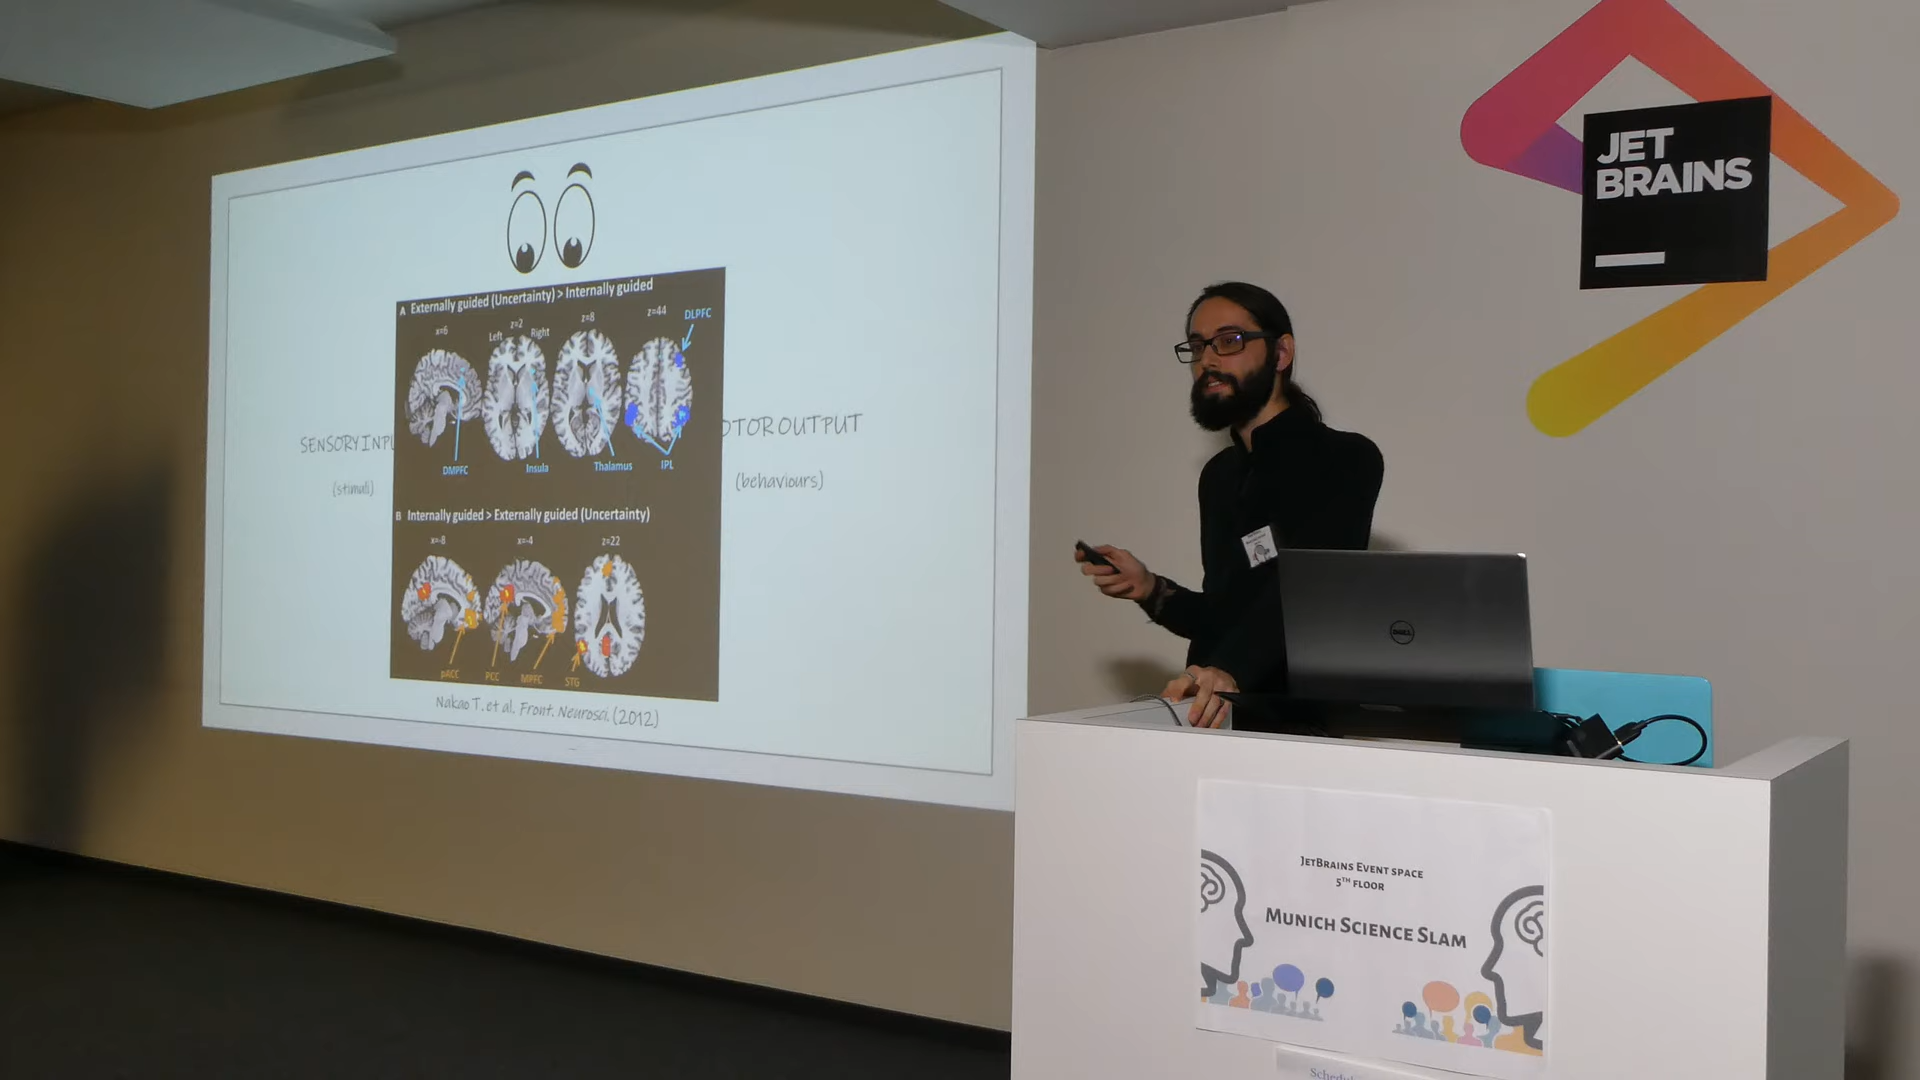 A Externally guided (Uncertainty) > Internally guided
x=6
z=2
z=8
z=44
DLPFC
Left
Right
SENSORY INPU
OTOR OUTPUT
DMPFC
Insula
Thalamus
IPL
(stimuli)
(behaviours)
B Internally guided > Externally guided (Uncertainty)
x=-8
x=-4
z=22
pACC
PCC
MPFC
STG
Nakao T. et al. Front. Neurosci. (2012)
JET
BRAINS
DELL
JetBrains Event space
5TH floor
Munich Science Slam
Schedul